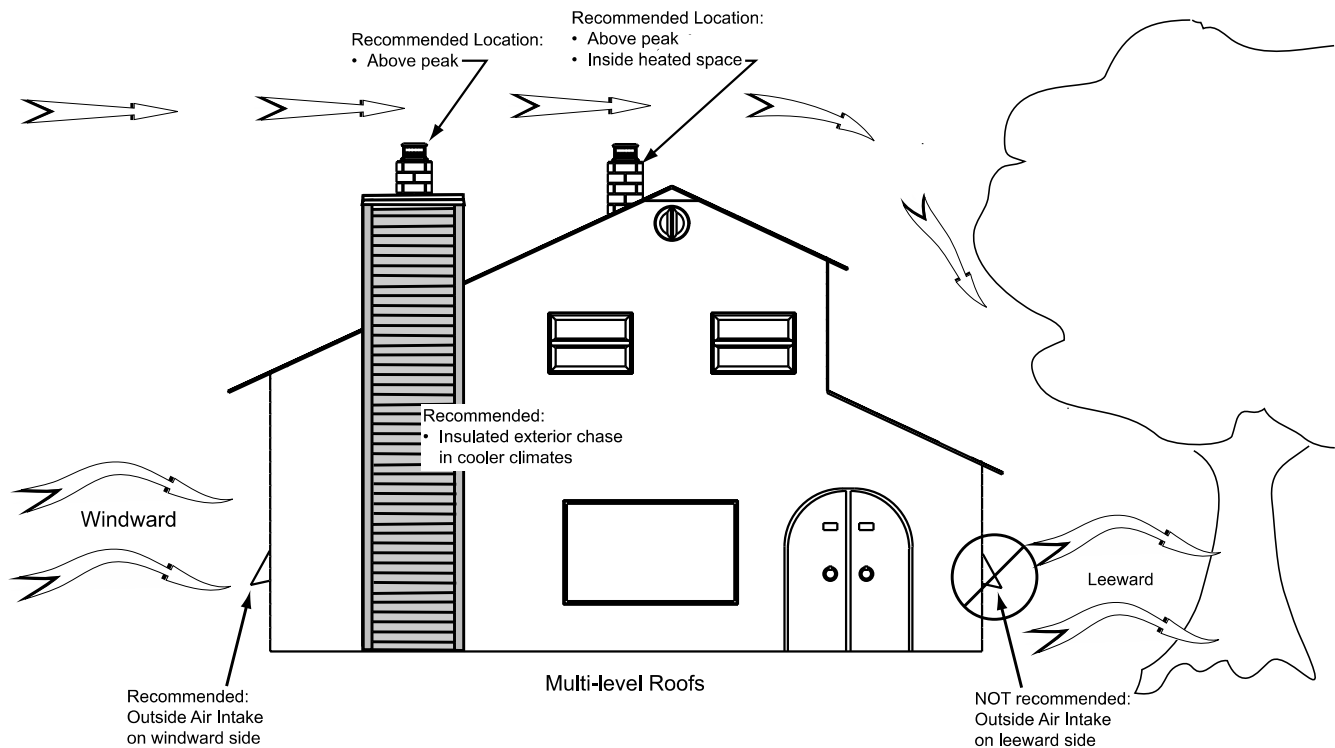 Recommended Location:
• Above peak
Recommended Location:
• Above peak
• Inside heated space
Recommended:
• Insulated exterior chase
in cooler climates
Windward
Leeward
Recommended:
Outside Air Intake
on windward side
Multi-level Roofs
NOT recommended:
Outside Air Intake
on leeward side